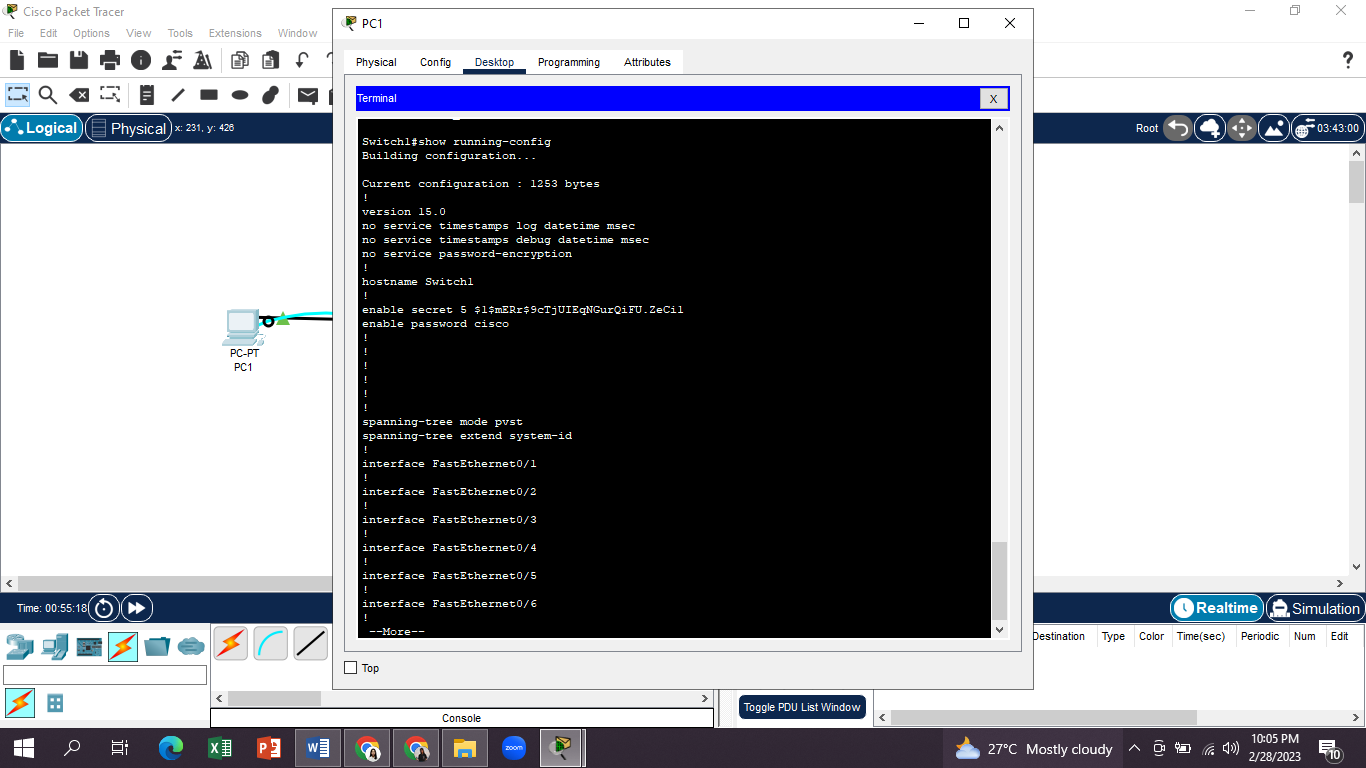 Cisco Packet Tracer
File Edit Options View Tools Extensions Window
Logical
Physical
x: 231, y: 426
Root
03:43:00
PC-PT
PC1
Time: 00:55:18
Realtime
Simulation
PC1
Physical Config Desktop Programming Attributes
Terminal
X
Switch1#show running-config
Building configuration...
Current configuration : 1253 bytes
!
version 15.0
no service timestamps log datetime msec
no service timestamps debug datetime msec
no service password-encryption
!
hostname Switch1
!
enable secret 5 $1$mERr$9cTjUIEqNGurQiFU.ZeCi1
enable password cisco
!
!
!
!
!
!
spanning-tree mode pvst
spanning-tree extend system-id
!
interface FastEthernet0/1
!
interface FastEthernet0/2
!
interface FastEthernet0/3
!
interface FastEthernet0/4
!
interface FastEthernet0/5
!
interface FastEthernet0/6
!
--More--
Top
Destination Type Color Time(sec) Periodic Num Edit
Console
Toggle PDU List Window
zoom
27°C Mostly cloudy
10:05 PM
2/28/2023
10